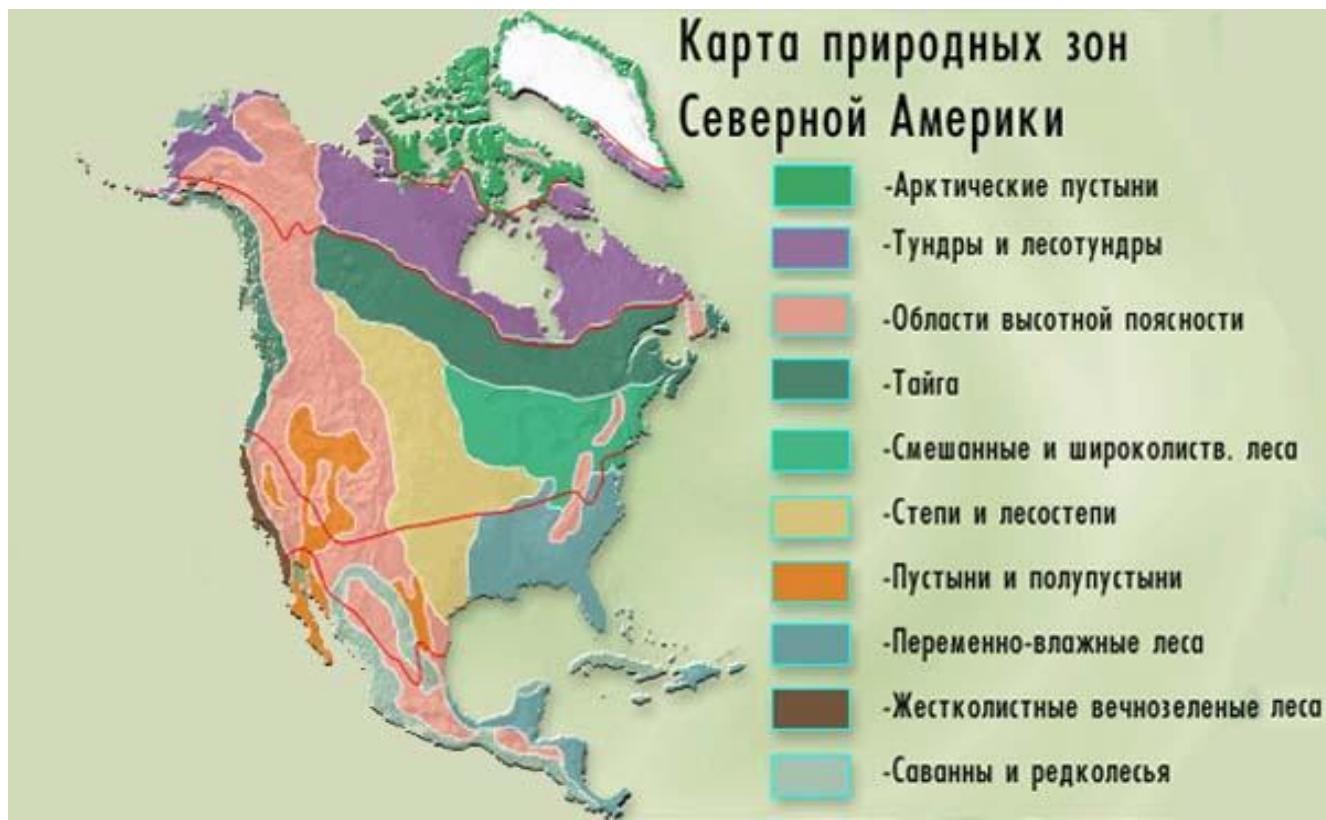 Карта природных зон
Северной Америки
-Арктические пустыни
-Тундры и лесотундры
-Области высотной поясности
-Тайга
-Смешанные и широколиств. леса
-Степи и лесостепи
-Пустыни и полупустыни
-Переменно-влажные леса
-Жестколистные вечнозеленые леса
-Саванны и редколесья